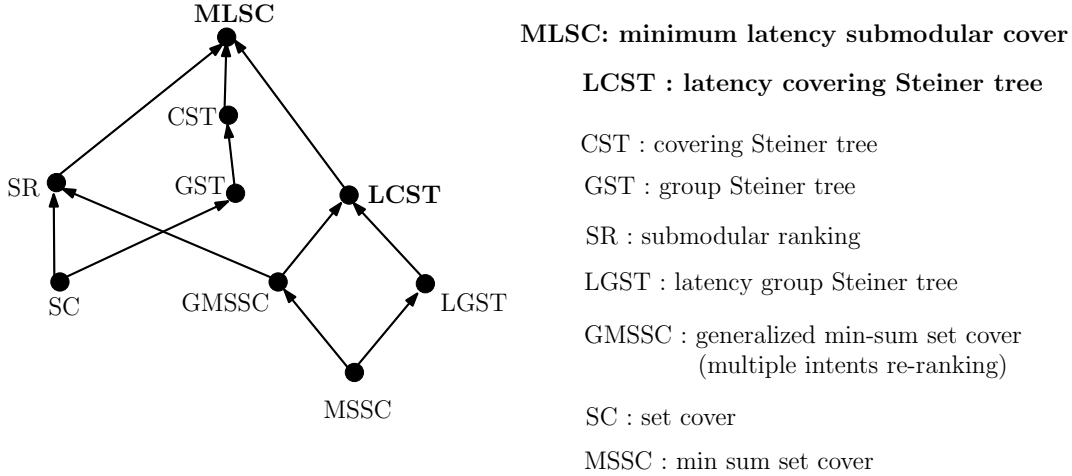 MLSC
CST
SR
GST
LCST
SC
GMSSC
LGST
MSSC
MLSC: minimum latency submodular cover
LCST : latency covering Steiner tree
CST : covering Steiner tree
GST : group Steiner tree
SR : submodular ranking
LGST : latency group Steiner tree
GMSSC : generalized min-sum set cover
(multiple intents re-ranking)
SC : set cover
MSSC : min sum set cover